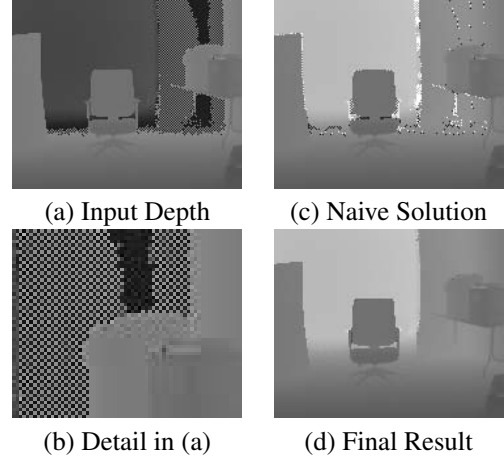 (a) Input Depth
(c) Naive Solution
(b) Detail in (a)
(d) Final Result